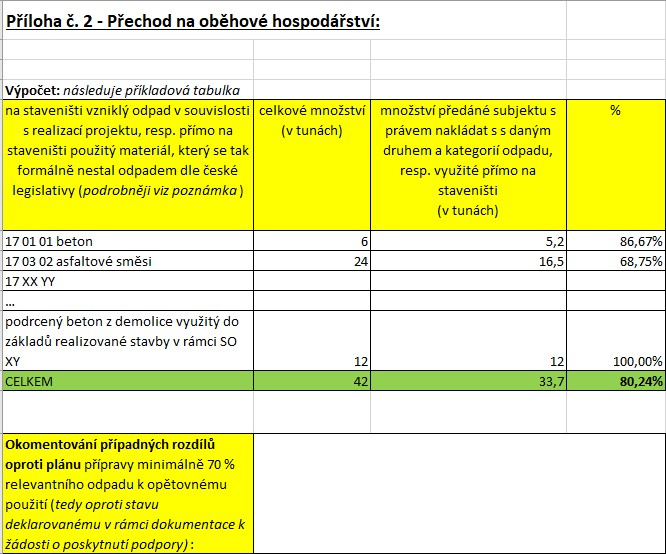 Příloha č. 2 - Přechod na oběhové hospodářství:
Výpočet: následuje příkladová tabulka
na staveništi vzniklý odpad v souvislosti
s realizací projektu, resp. přímo na
staveništi použitý materiál, který se tak
formálně nestal odpadem dle české
legislativy (podrobněji viz poznámka )
celkové množství
(v tunách)
množství předané subjektu s
právem nakládat s s daným
druhem a kategorií odpadu,
resp. využité přímo na
staveništi
(v tunách)
%
17 01 01 beton 6 5,2 86,67%
17 03 02 asfaltové směsi 24 16,5 68,75%
17 XX YY
...
podrcený beton z demolice využitý do
základů realizované stavby v rámci SO
XY 12 12 100,00%
CELKEM 42 33,7 80,24%
Okomentování případných rozdílů
oproti plánu přípravy minimálně 70 %
relevantního odpadu k opětovnému
použití (tedy oproti stavu
deklarovanému v rámci dokumentace k
žádosti o poskytnutí podpory) :